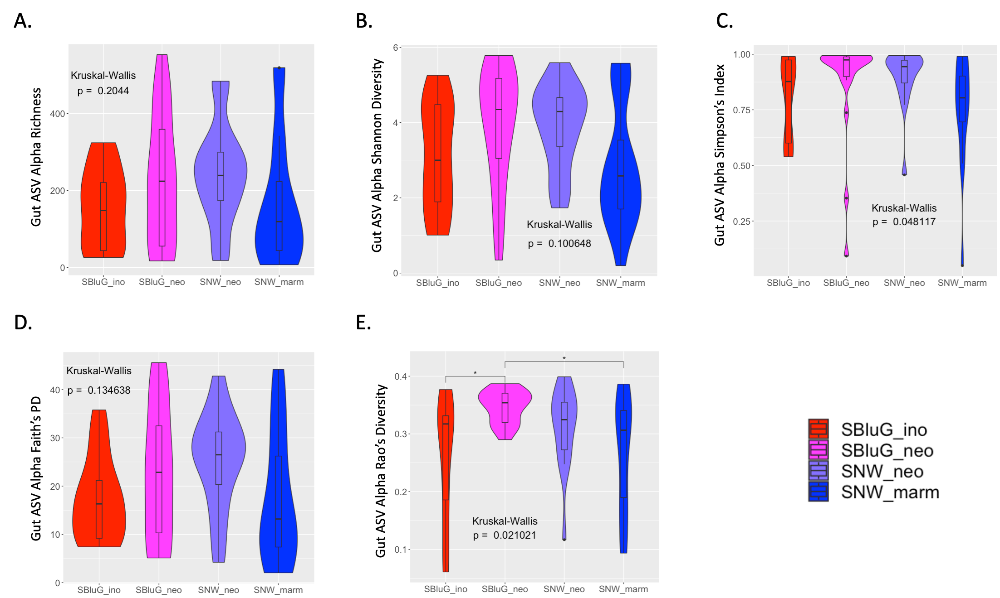 A.
B.
C.
Gut ASV Alpha Richness
400
200
0
Kruskal-Wallis
p = 0.2044
SBluG_ino SBluG_neo SNW_neo SNW_marm
Gut ASV Alpha Shannon Diversity
6
4
2
0
Kruskal-Wallis
p = 0.100648
SBluG_ino SBluG_neo SNW_neo SNW_marm
Gut ASV Alpha Simpson’s Index
1.00
0.75
0.50
0.25
Kruskal-Wallis
p = 0.048117
SBluG_ino SBluG_neo SNW_neo SNW_marm
D.
E.
Gut ASV Alpha Faith’s PD
40
30
20
10
0
Kruskal-Wallis
p = 0.134638
SBluG_ino SBluG_neo SNW_neo SNW_marm
Gut ASV Alpha Rao’s Diversity
0.4
0.3
0.2
0.1
*
*
Kruskal-Wallis
p = 0.021021
SBluG_ino SBluG_neo SNW_neo SNW_marm
SBluG_ino
SBluG_neo
SNW_neo
SNW_marm